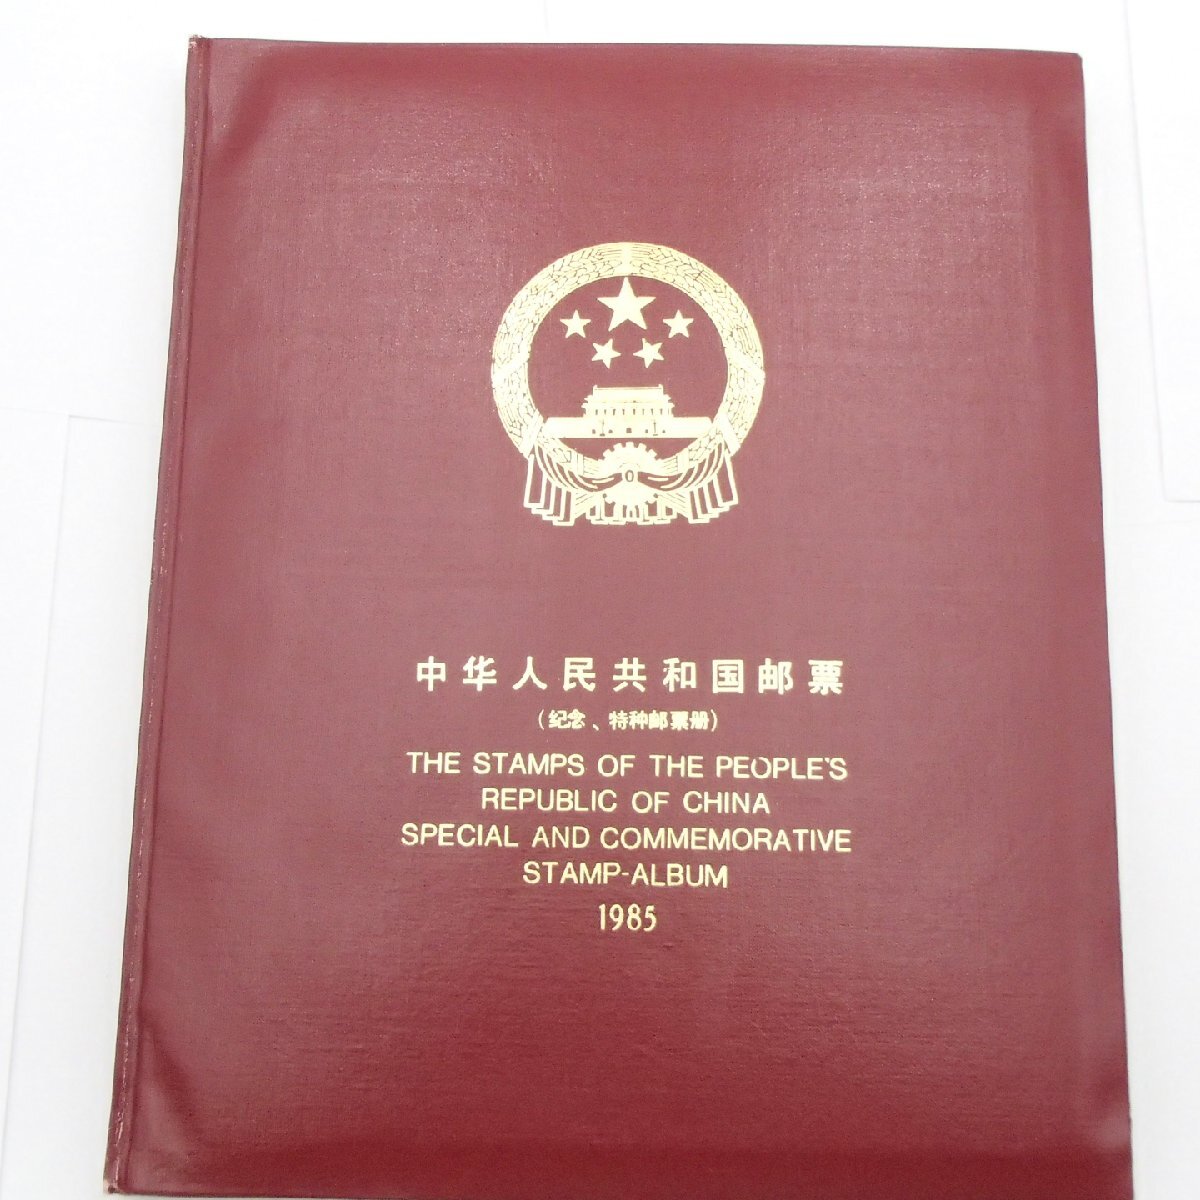 中华人民共和国邮票
（纪念、特种邮票册）
THE STAMPS OF THE PEOPLE'S
REPUBLIC OF CHINA
SPECIAL AND COMMEMORATIVE
STAMP-ALBUM
1985